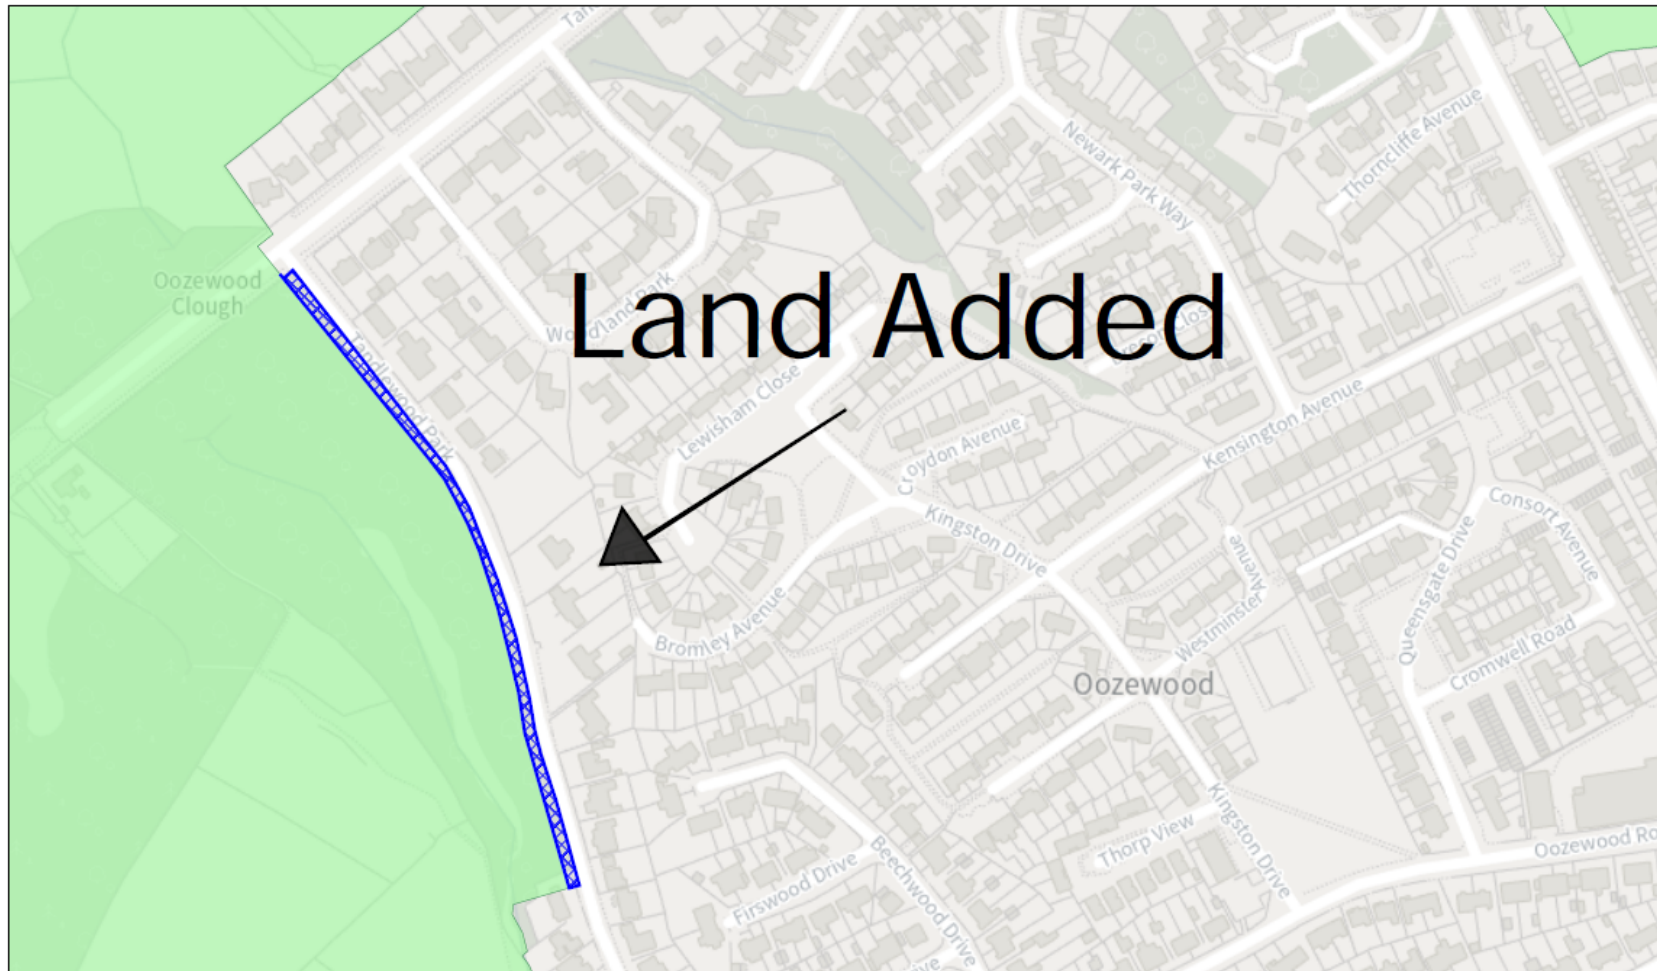 Newark Park Way
Thorncliffe Avenue
Oozewood
Clough
Woodland Park
Land Added
Tandlewood Park
Lewisham Close
Croydon Avenue
Kensington Avenue
Kingston Drive
Consort Avenue
Queensgate Drive
Westminster Avenue
Bromley Avenue
Cromwell Road
Oozewood
Kingston Drive
Thorp View
Beechwood Drive
Firswood Drive
Oozewood Ro